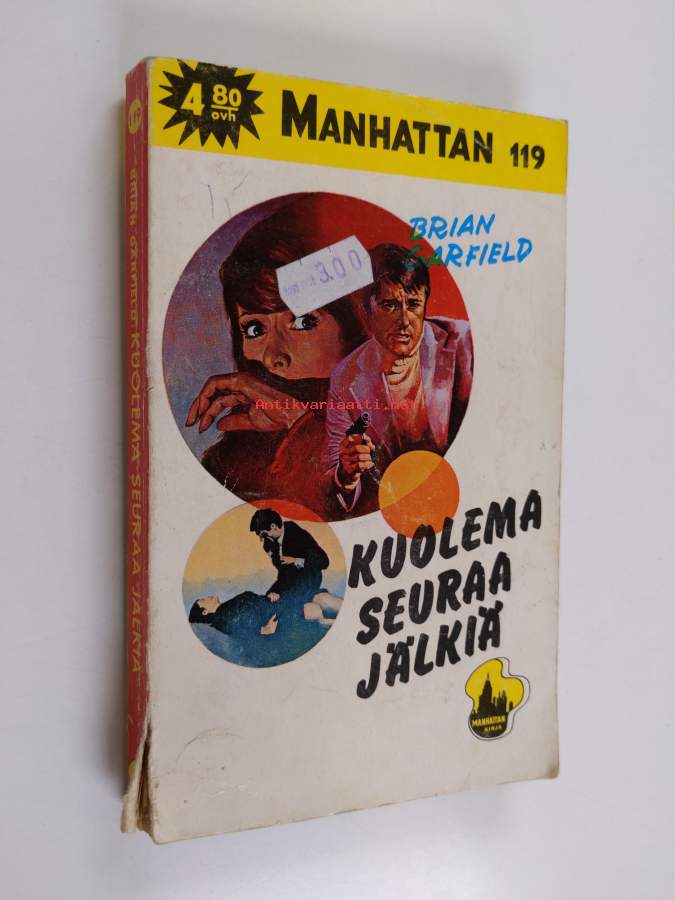 4 80
ovh
MANHATTAN 119
BRIAN
GARFIELD
3.00
Antikvariaatti.net
KUOLEMA
SEURAA
JÄLKIÄ
MANHATTAN
KIRJA
119
BRIAN GARFIELD KUOLEMA SEURAA JÄLKIÄ